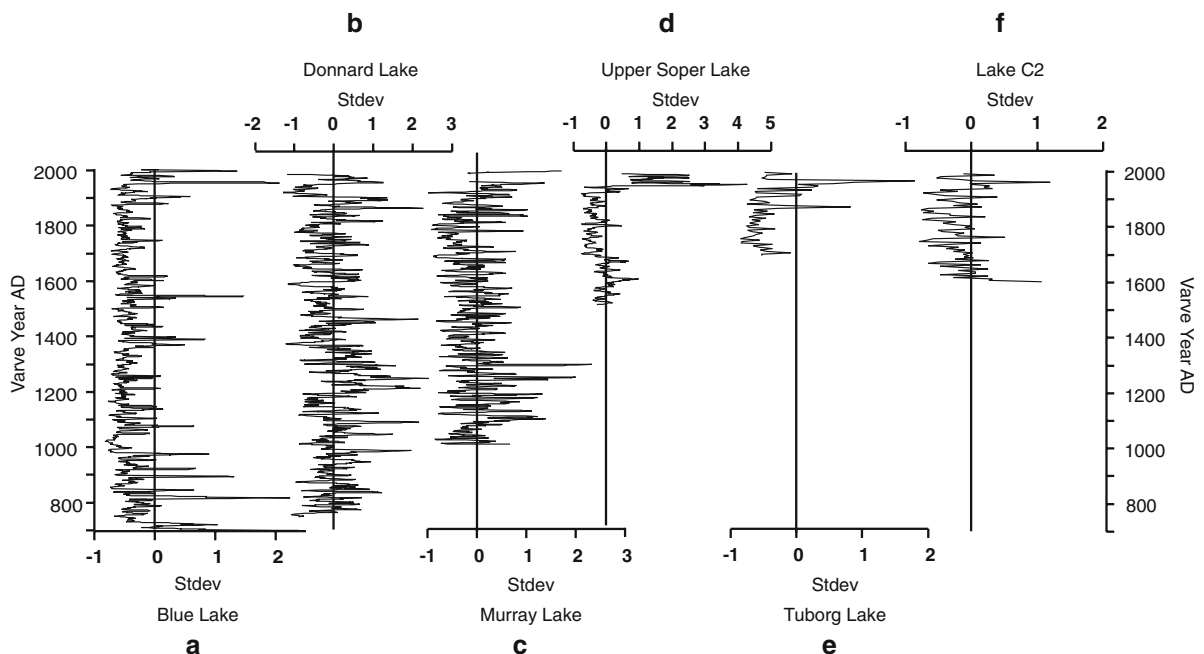 b d f
Donnard Lake Upper Soper Lake Lake C2
Stdev Stdev Stdev
-2 -1 0 1 2 3 -1 0 1 2 3 4 5 -1 0 1 2
2000 2000
1800 1800
1600 1600
1400 1400
1200 1200
1000 1000
800 800
Varve Year AD
Varve Year AD
-1 0 1 2 -1 0 1 2 3 -1 0 1 2
Stdev Stdev Stdev
Blue Lake Murray Lake Tuborg Lake
a c e